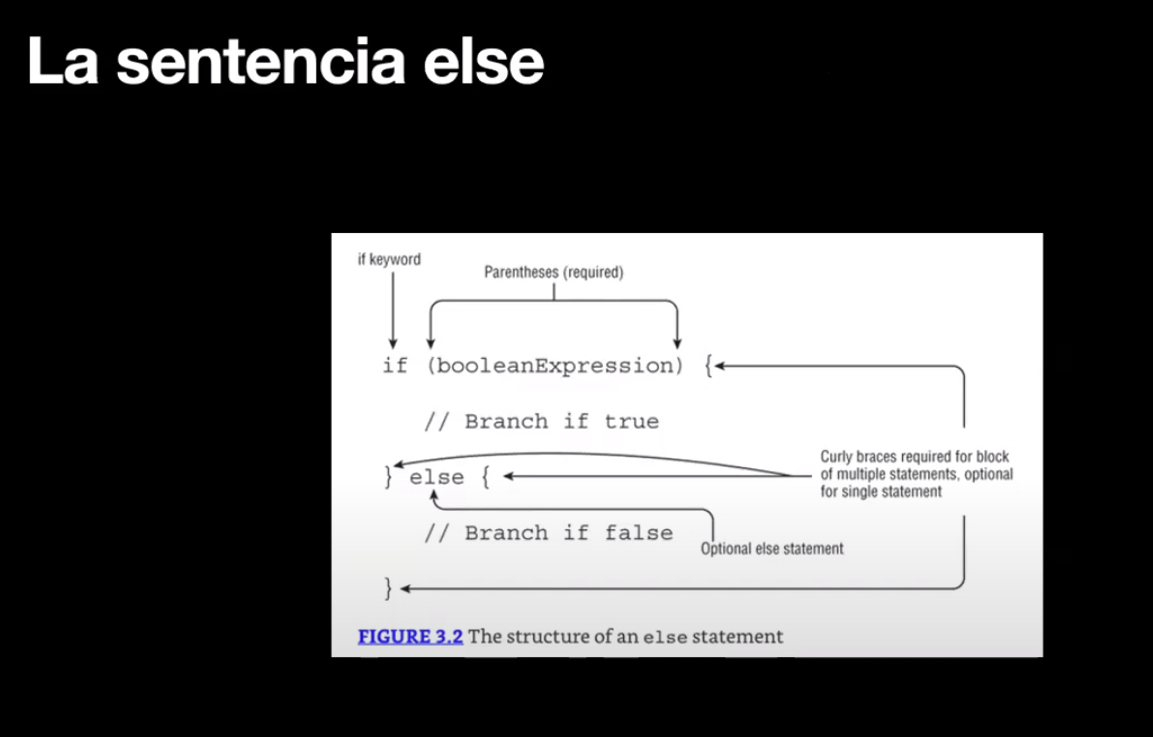 La sentencia else
if keyword
Parentheses (required)
if (booleanExpression) {
// Branch if true
Curly braces required for block
of multiple statements, optional
for single statement
} else {
// Branch if false
Optional else statement
}
FIGURE 3.2 The structure of an else statement